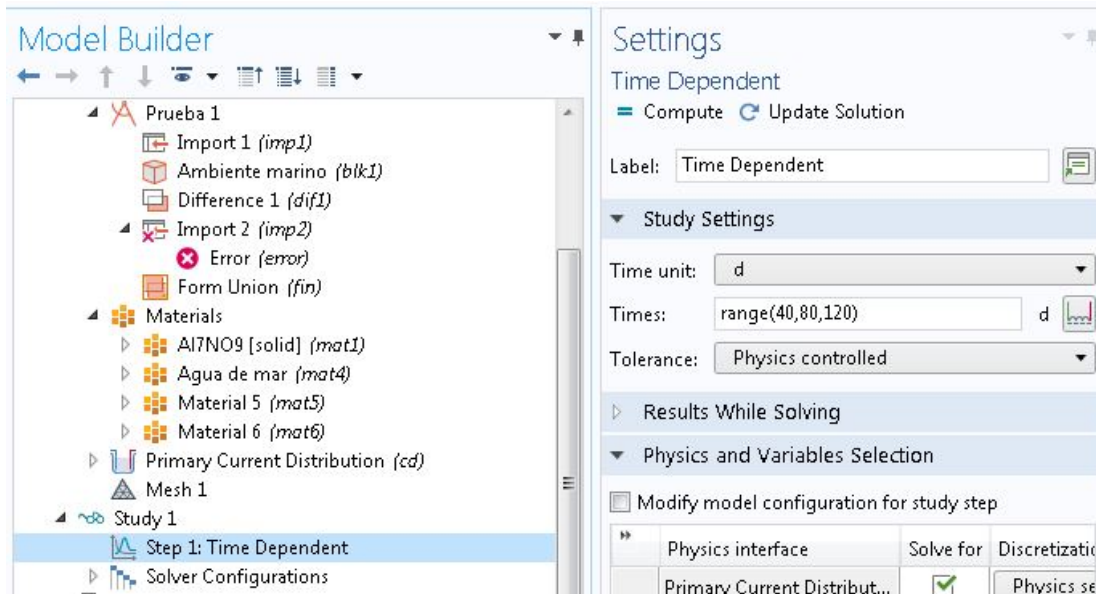 Model Builder
Prueba 1
Import 1 (imp1)
Ambiente marino (blk1)
Difference 1 (dif1)
Import 2 (imp2)
Error (error)
Form Union (fin)
Materials
Al7NO9 [solid] (mat1)
Agua de mar (mat4)
Material 5 (mat5)
Material 6 (mat6)
Primary Current Distribution (cd)
Mesh 1
Study 1
Step 1: Time Dependent
Solver Configurations
Settings
Time Dependent
Compute Update Solution
Label: Time Dependent
Study Settings
Time unit: d
Times: range(40,80,120) d
Tolerance: Physics controlled
Results While Solving
Physics and Variables Selection
Modify model configuration for study step
Physics interface Solve for Discretizatic
Primary Current Distribut... Physics se